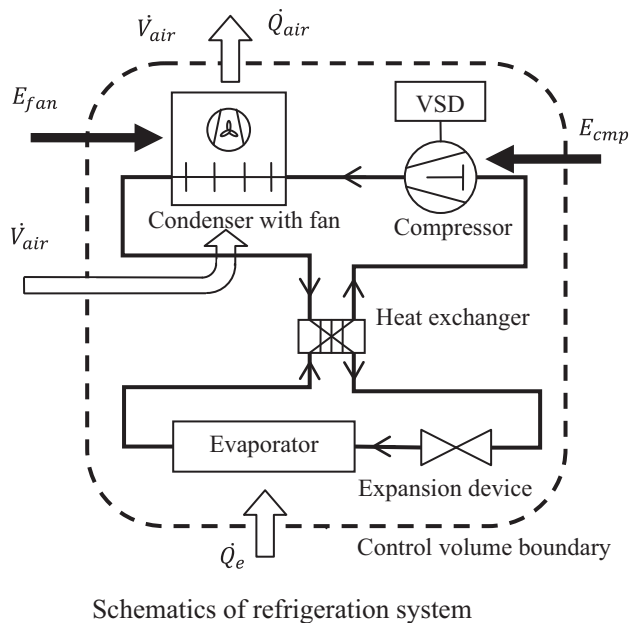 V̇air Q̇air
Efan
VSD
Ecmp
Condenser with fan
Compressor
V̇air
Heat exchanger
Evaporator
Expansion device
Q̇e
Control volume boundary
Schematics of refrigeration system